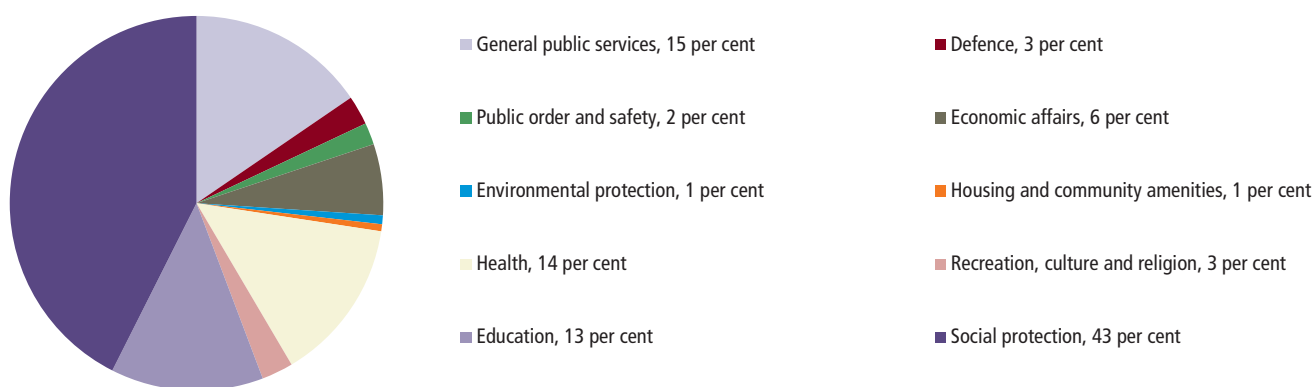 General public services, 15 per cent
Defence, 3 per cent
Public order and safety, 2 per cent
Economic affairs, 6 per cent
Environmental protection, 1 per cent
Housing and community amenities, 1 per cent
Health, 14 per cent
Recreation, culture and religion, 3 per cent
Education, 13 per cent
Social protection, 43 per cent